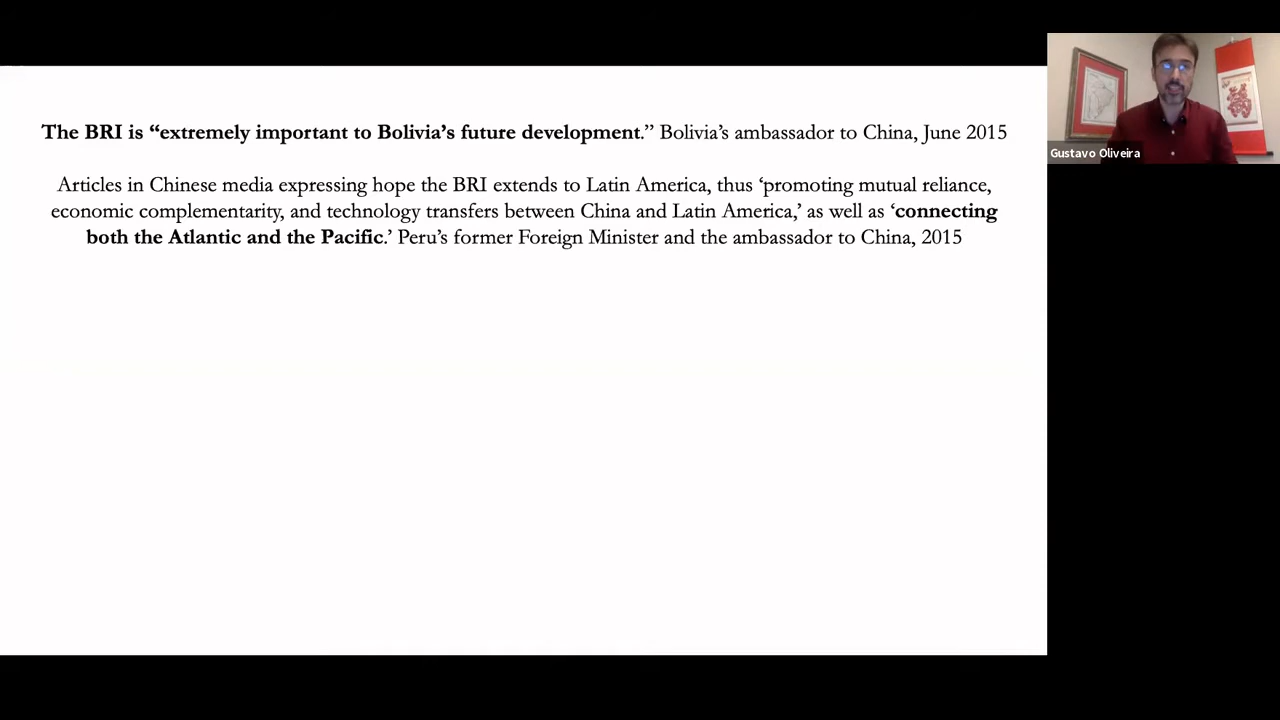 The BRI is “extremely important to Bolivia’s future development.” Bolivia’s ambassador to China, June 2015
Articles in Chinese media expressing hope the BRI extends to Latin America, thus ‘promoting mutual reliance,
economic complementarity, and technology transfers between China and Latin America,’ as well as ‘connecting
both the Atlantic and the Pacific.’ Peru’s former Foreign Minister and the ambassador to China, 2015
Gustavo Oliveira